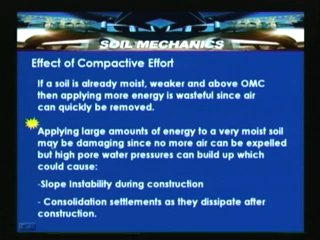 SOIL MECHANICS
Effect of Compactive Effort
If a soil is already moist, weaker and above OMC
then applying more energy is wasteful since air
can quickly be removed.
Applying large amounts of energy to a very moist soil
may be damaging since no more air can be expelled
but high pore water pressures can build up which
could cause:
-Slope Instability during construction
- Consolidation settlements as they dissipate after
construction.